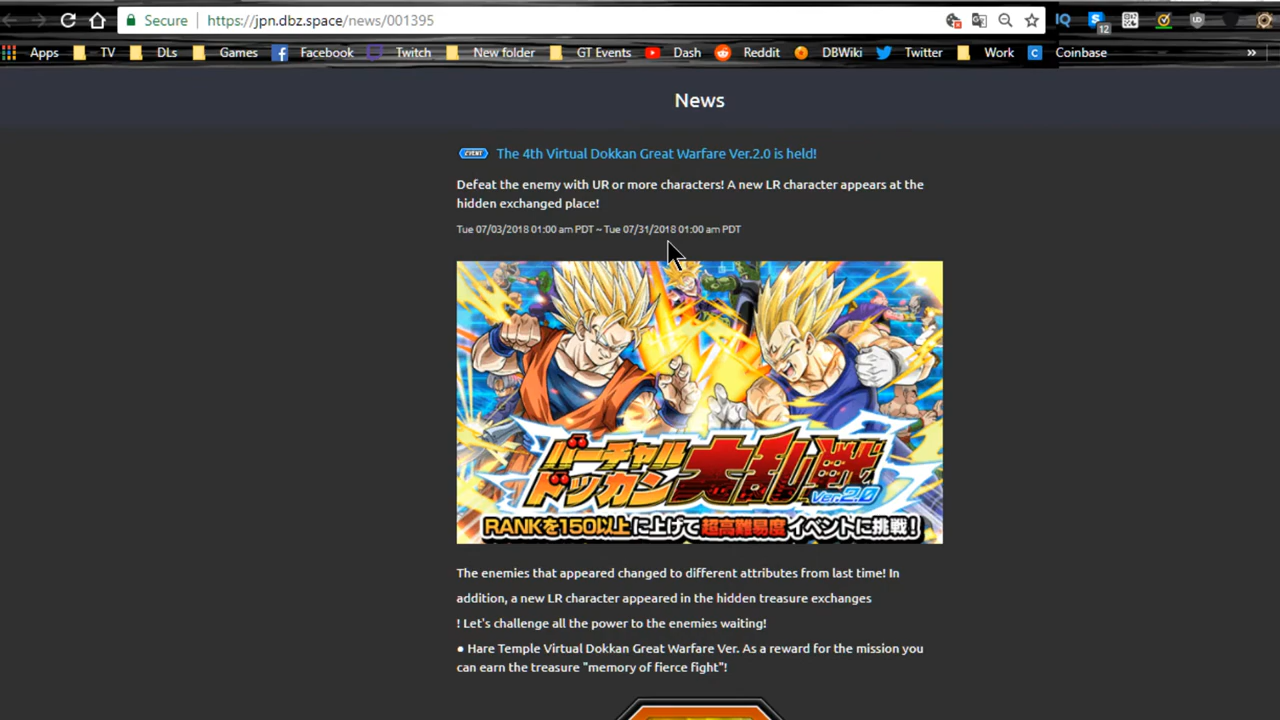 Secure https://jpn.dbz.space/news/001395
IQ
12
Apps TV DLs Games Facebook Twitch New folder GT Events Dash Reddit DBWiki Twitter Work Coinbase »
News
EVENT The 4th Virtual Dokkan Great Warfare Ver.2.0 is held!
Defeat the enemy with UR or more characters! A new LR character appears at the
hidden exchanged place!
Tue 07/03/2018 01:00 am PDT ~ Tue 07/31/2018 01:00 am PDT
バーチャル
ドッカン大乱戦
Ver.2.0
RANKを150以上に上げて超高難易度イベントに挑戦!
The enemies that appeared changed to different attributes from last time! In
addition, a new LR character appeared in the hidden treasure exchanges
! Let's challenge all the power to the enemies waiting!
● Hare Temple Virtual Dokkan Great Warfare Ver. As a reward for the mission you
can earn the treasure "memory of fierce fight"!